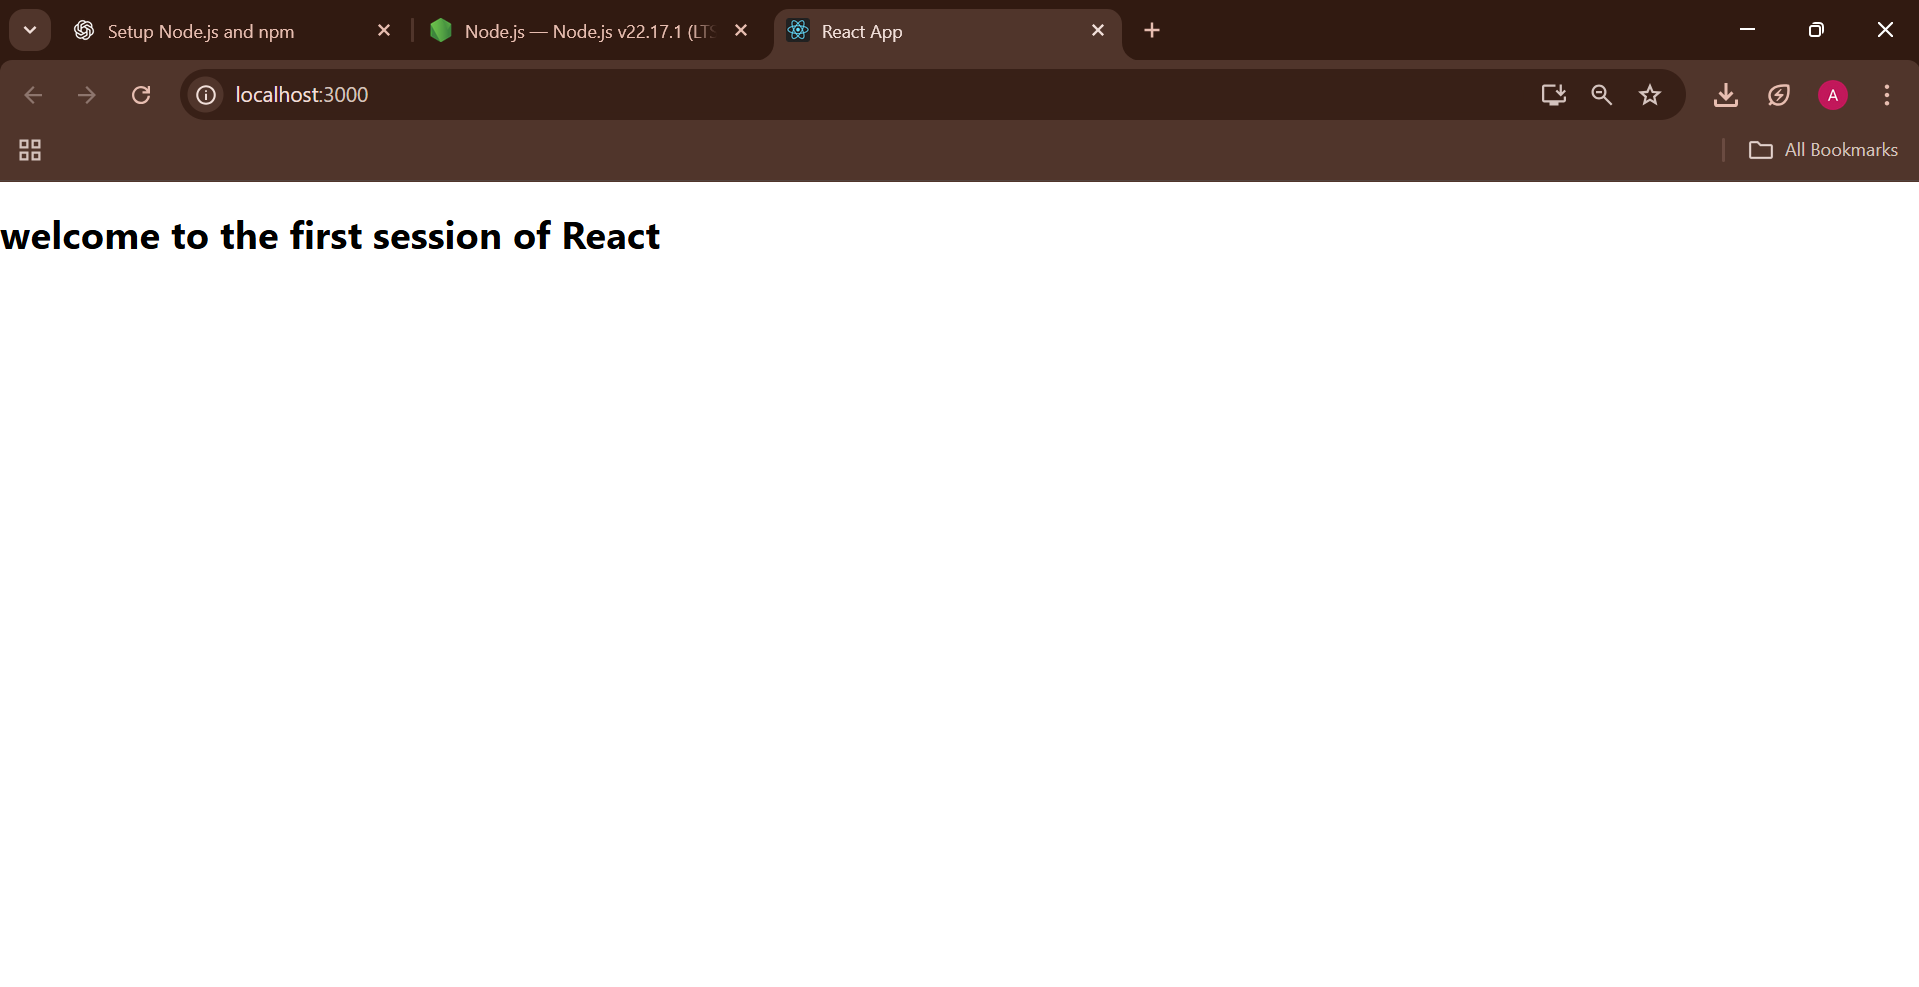 Setup Node.js and npm
Node.js — Node.js v22.17.1 (LTS
React App
localhost:3000
A
All Bookmarks
welcome to the first session of React